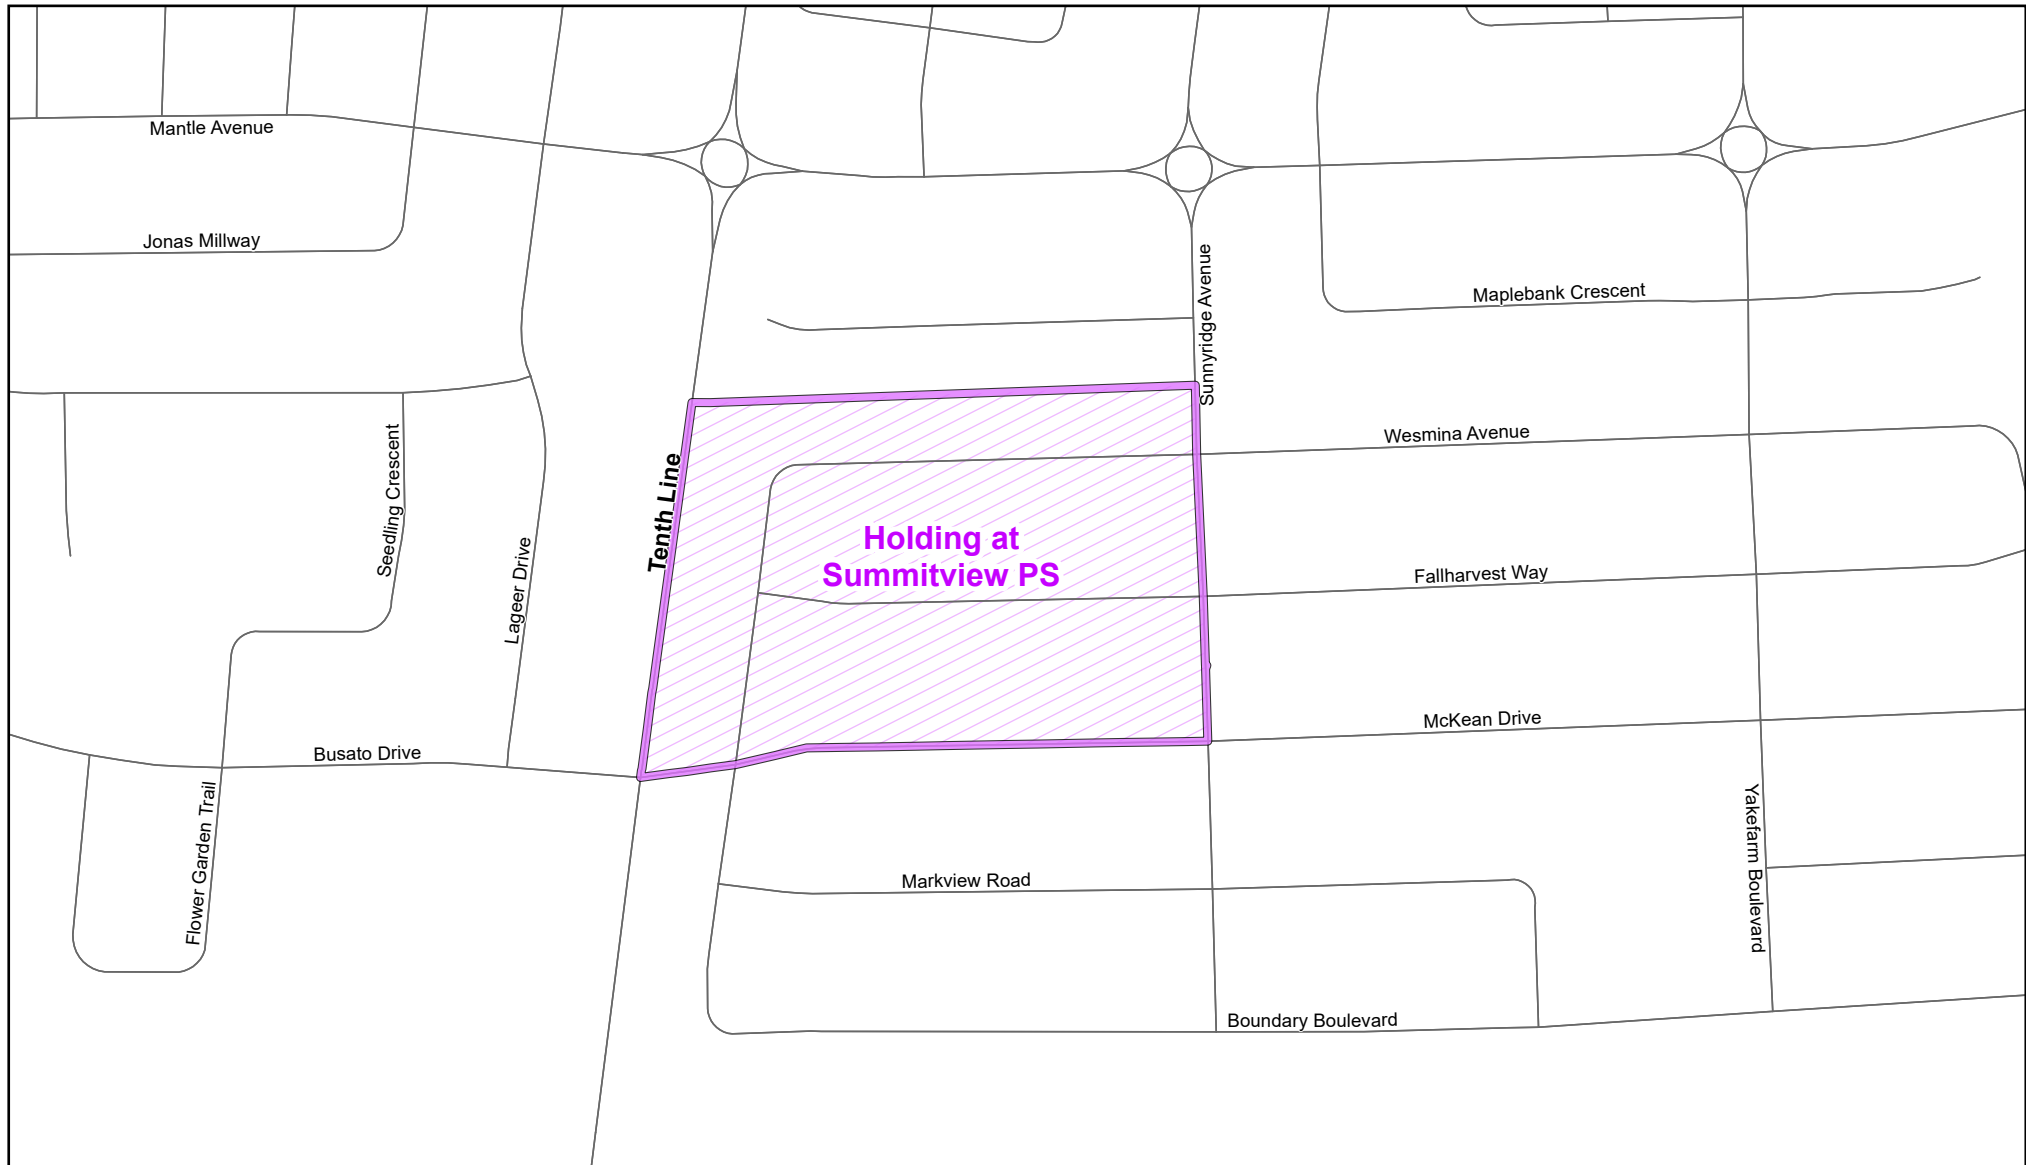 Mantle Avenue
Jonas Millway
Sunnyridge Avenue
Maplebank Crescent
Seedling Crescent
Tenth Line
Wesmina Avenue
Lageer Drive
Holding at
Summitview PS
Fallharvest Way
McKean Drive
Busato Drive
Flower Garden Trail
Yakefarm Boulevard
Markview Road
Boundary Boulevard